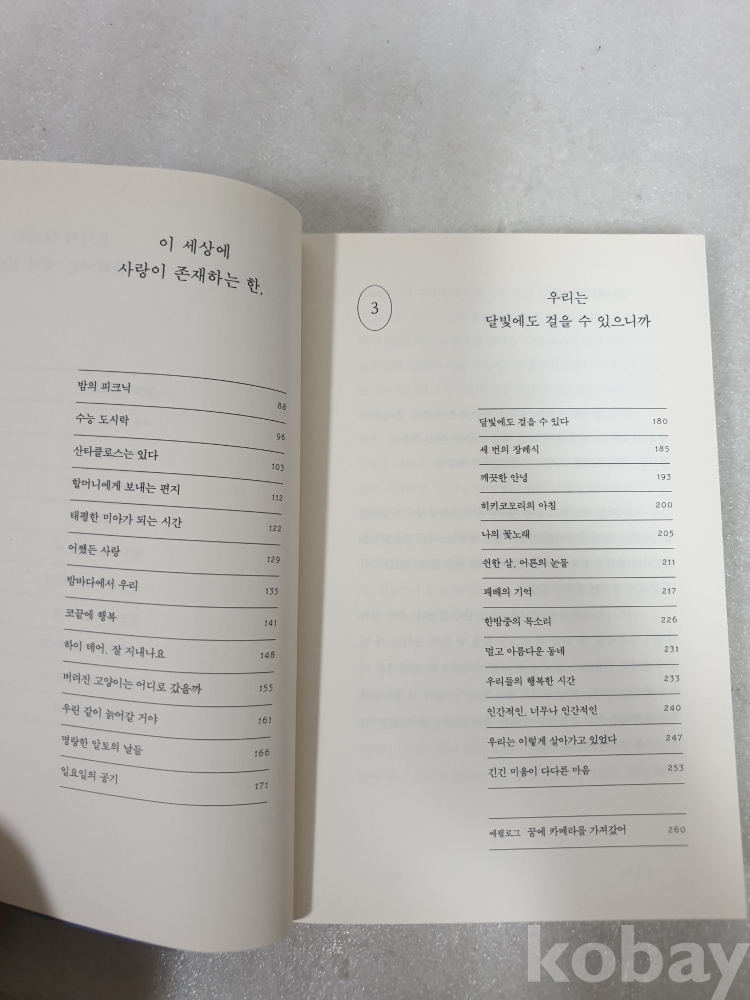 이 세상에
사랑이 존재하는 한,
밤의 피크닉 88
수능 도시락 96
산타클로스는 있다 103
할머니에게 보내는 편지 112
태평한 미아가 되는 시간 122
어쨌든 사랑 129
밤바다에서 우리 135
코끝에 행복 141
하이 데어, 잘 지내나요 148
버려진 고양이는 어디로 갔을까 155
우린 같이 늙어갈 거야 161
명랑한 알토의 날들 166
일요일의 공기 171
3
우리는
달빛에도 걸을 수 있으니까
달빛에도 걸을 수 있다 180
세 번의 장례식 185
깨끗한 안녕 193
히키코모리의 아침 200
나의 꽃노래 205
선한 삶, 어른의 눈물 211
패배의 기억 217
한밤중의 목소리 226
멀고 아름다운 동네 231
우리들의 행복한 시간 233
인간적인, 너무나 인간적인 240
우리는 이렇게 살아가고 있었다 247
긴긴 미움이 다다른 마음 253
에필로그 꿈에 카메라를 가져갔어 260
kobay